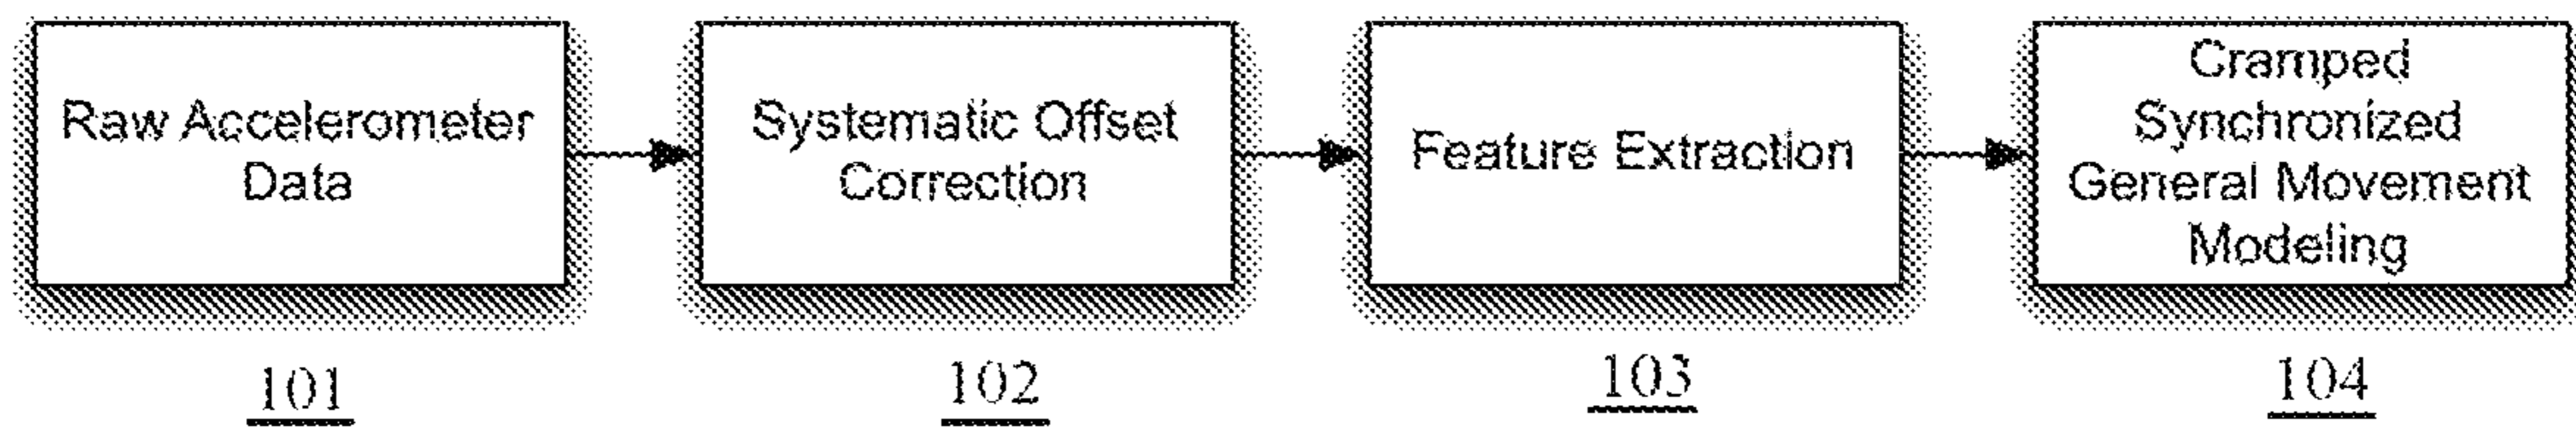 Raw Accelerometer
Data
Systematic Offset
Correction
Feature Extraction
Cramped
Synchronized
General Movement
Modeling
101
102
103
104